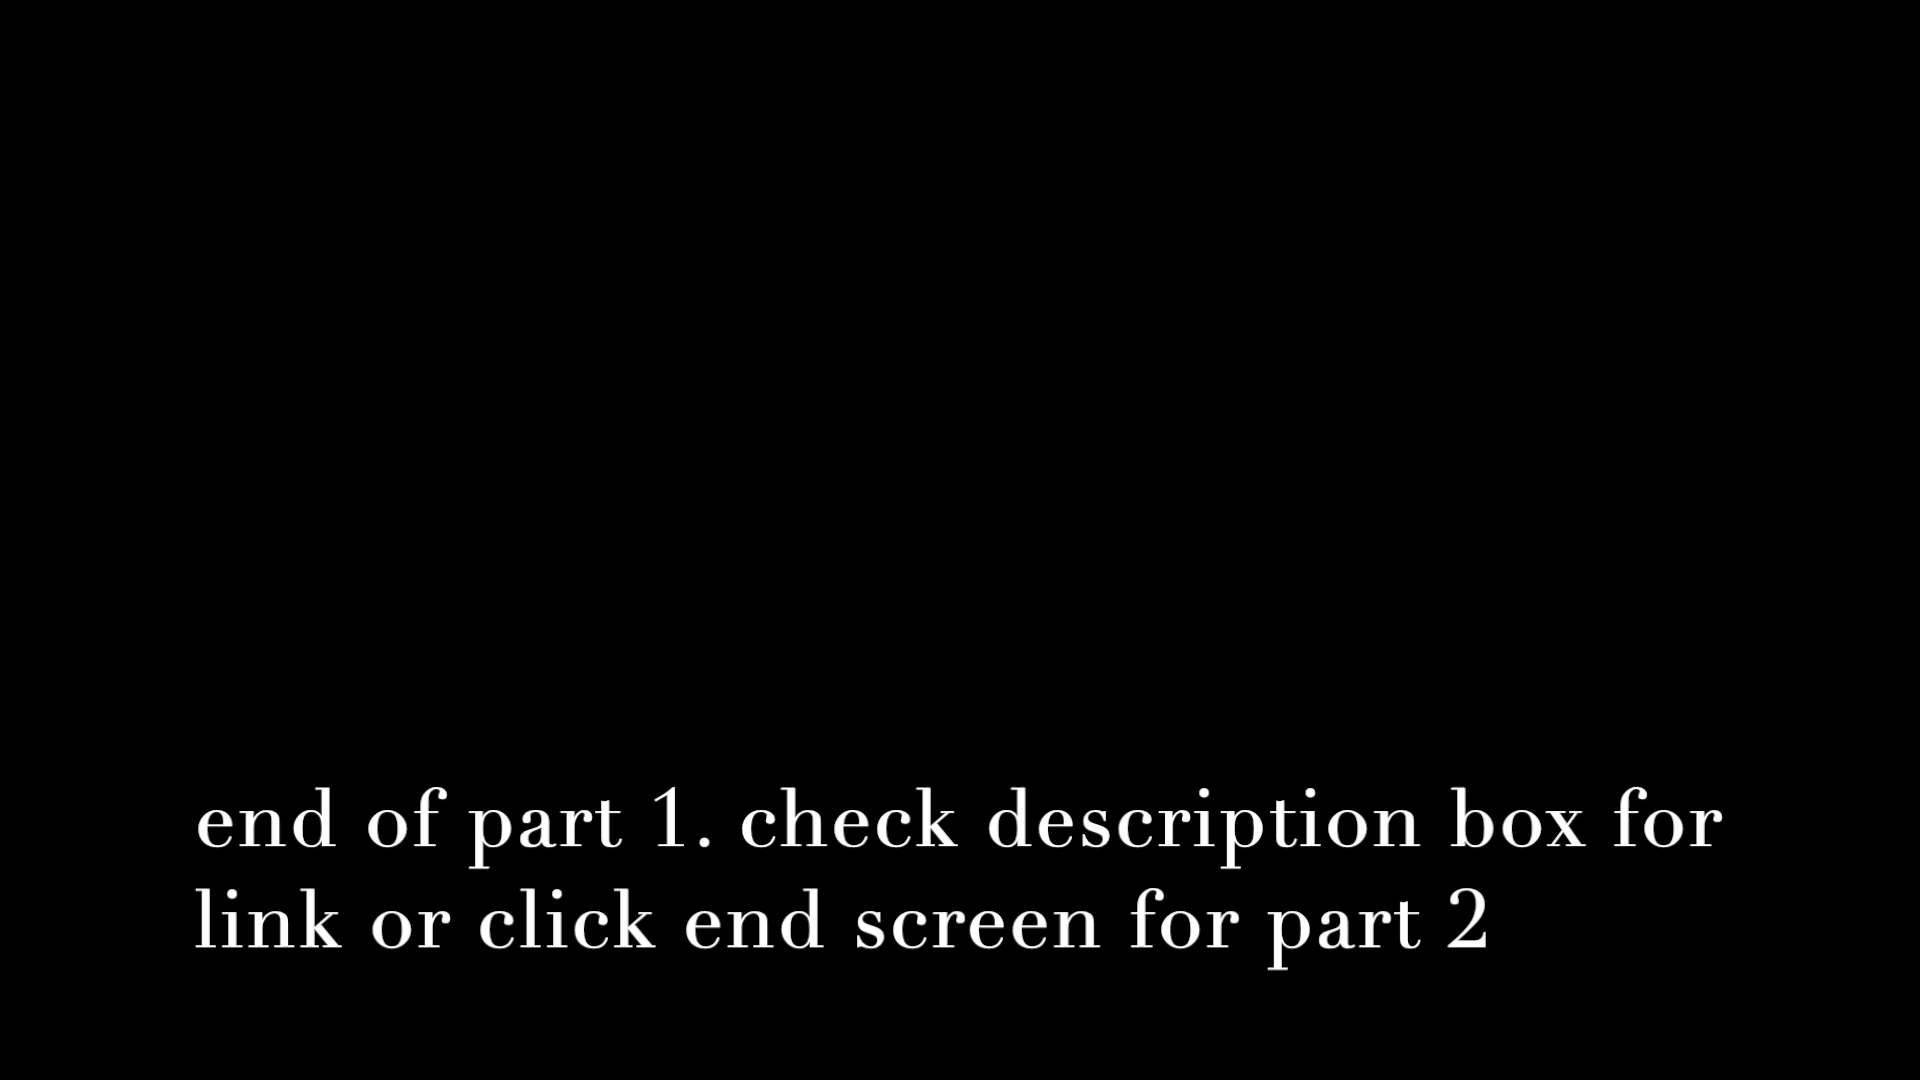 end of part 1. check description box for
link or click end screen for part 2